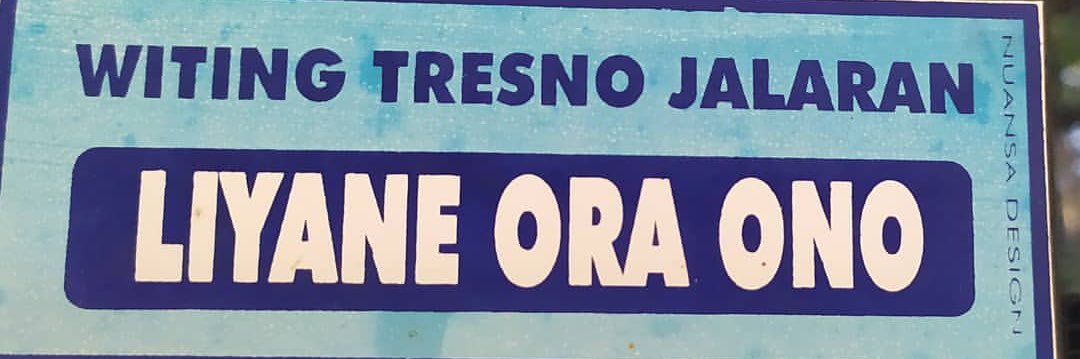 WITING TRESNO JALARAN
LIYANE ORA ONO
NUANSA DESIGN